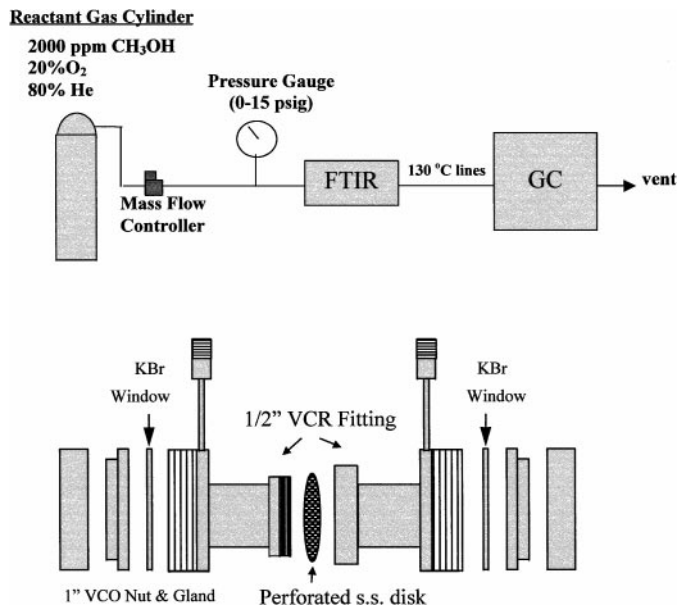 Reactant Gas Cylinder
2000 ppm CH₃OH
20%O₂
80% He
Pressure Gauge
(0-15 psig)
Mass Flow
Controller
FTIR
130 °C lines
GC
vent
KBr
Window
1/2” VCR Fitting
KBr
Window
1” VCO Nut & Gland
Perforated s.s. disk